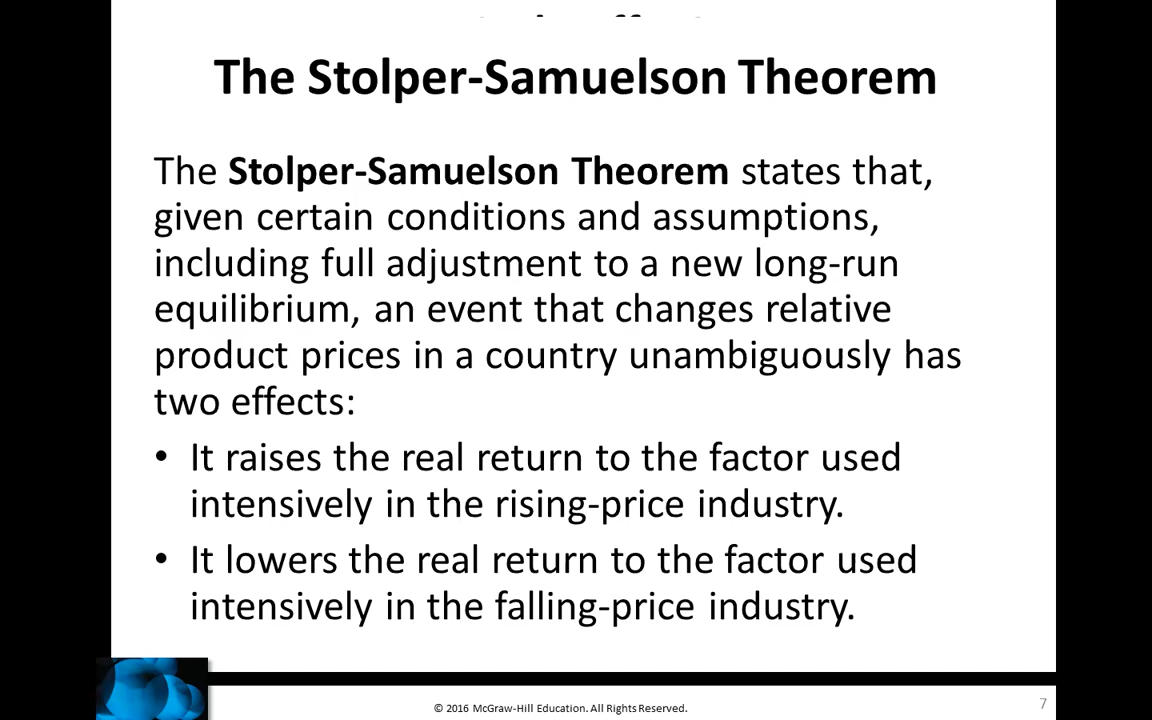 The Stolper-Samuelson Theorem
The Stolper-Samuelson Theorem states that,
given certain conditions and assumptions,
including full adjustment to a new long-run
equilibrium, an event that changes relative
product prices in a country unambiguously has
two effects:
• It raises the real return to the factor used
intensively in the rising-price industry.
• It lowers the real return to the factor used
intensively in the falling-price industry.
© 2016 McGraw-Hill Education. All Rights Reserved.
7